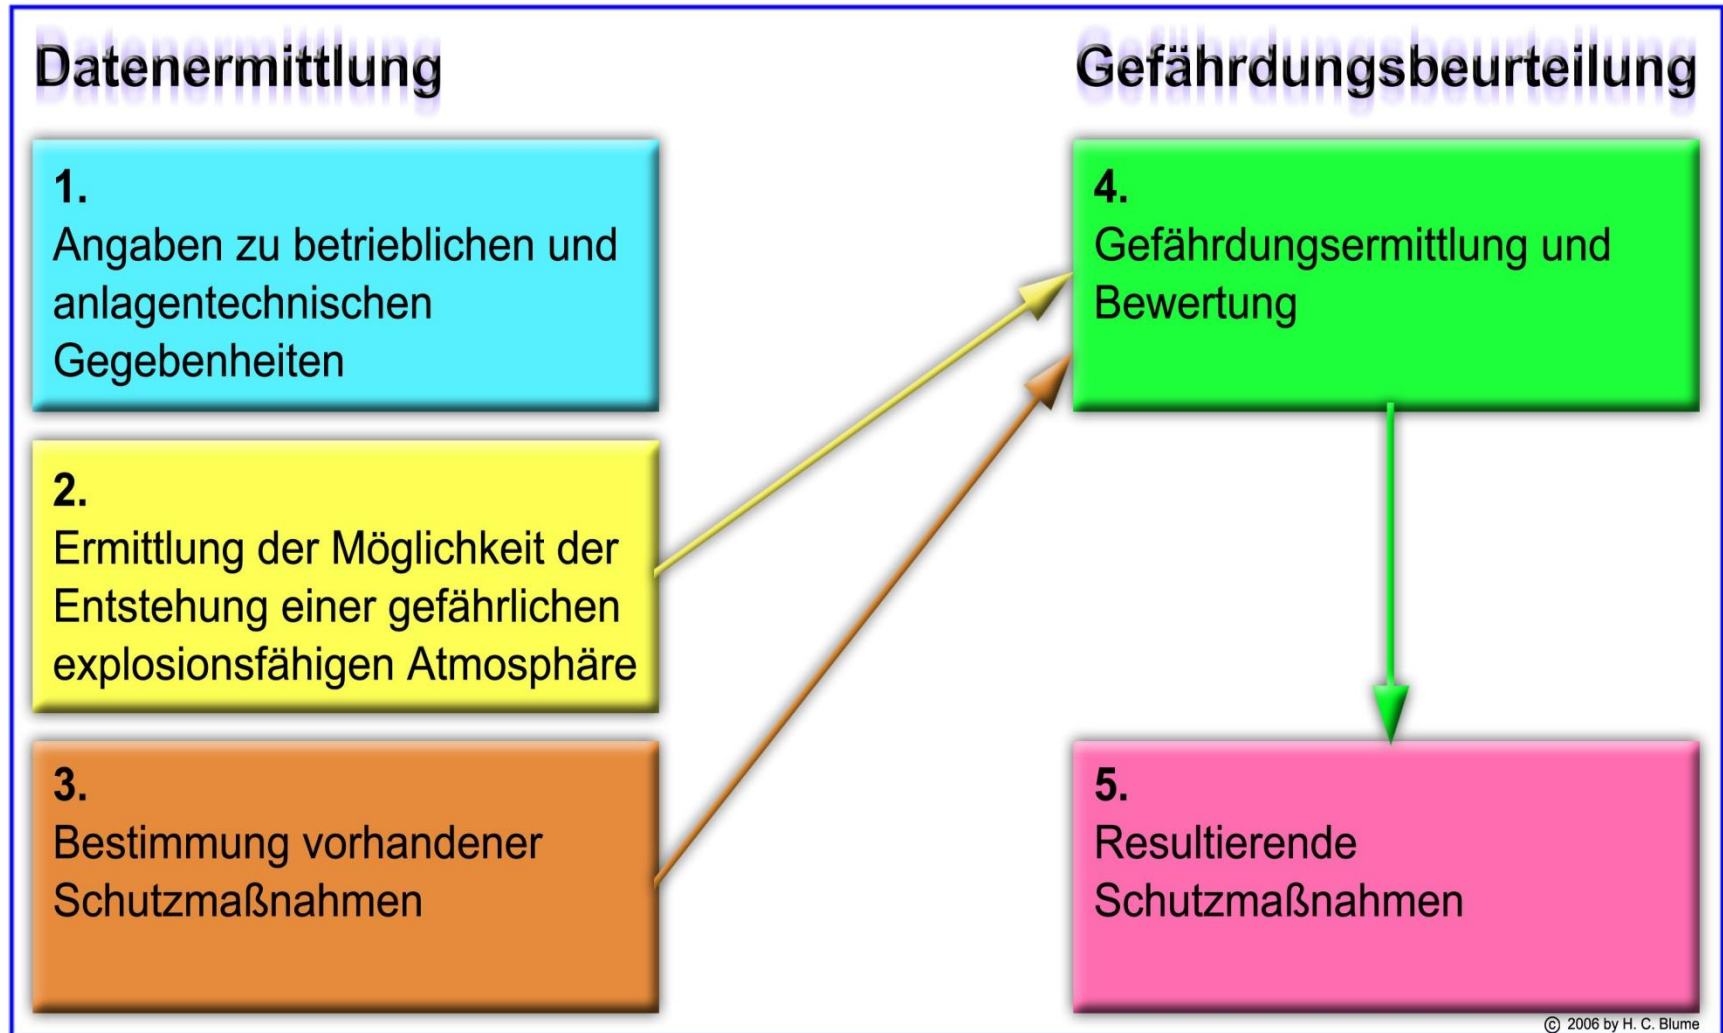 Datenermittlung
1.
Angaben zu betrieblichen und
anlagentechnischen
Gegebenheiten
2.
Ermittlung der Möglichkeit der
Entstehung einer gefährlichen
explosionsfähigen Atmosphäre
3.
Bestimmung vorhandener
Schutzmaßnahmen
Gefährdungsbeurteilung
4.
Gefährdungsermittlung und
Bewertung
5.
Resultierende
Schutzmaßnahmen
© 2006 by H. C. Blume